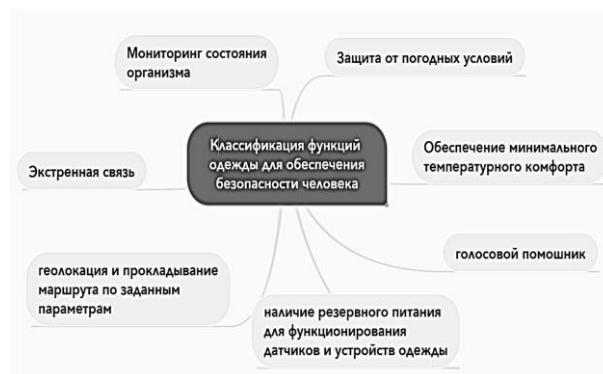 Мониторинг состояния
организма
Защита от погодных условий
Классификация функций
одежды для обеспечения
безопасности человека
Обеспечение минимального
температурного комфорта
Экстренная связь
голосовой помошник
геолокация и прокладывание
маршрута по заданным
параметрам
наличие резервного питания
для функционирования
датчиков и устройств одежды